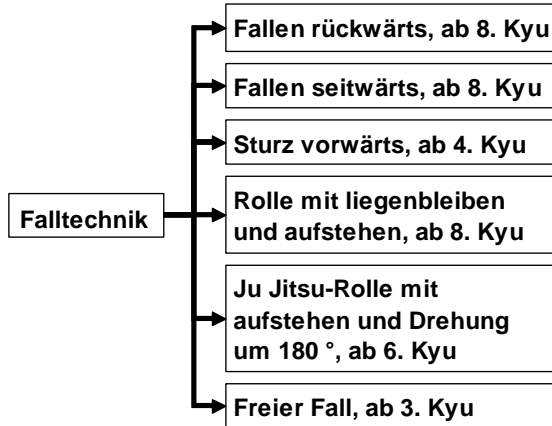 Fallen rückwärts, ab 8. Kyu
Fallen seitwärts, ab 8. Kyu
Sturz vorwärts, ab 4. Kyu
Falltechnik
Rolle mit liegenbleiben
und aufstehen, ab 8. Kyu
Ju Jitsu-Rolle mit
aufstehen und Drehung
um 180 °, ab 6. Kyu
Freier Fall, ab 3. Kyu